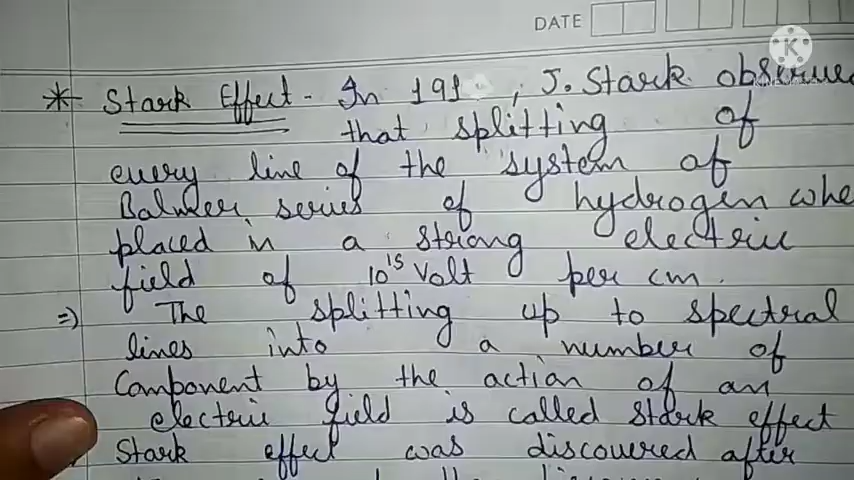 DATE
K
* Stark Effect - In 191 , J. Stark observed
that splitting of
every line of the system of
Balmer series of hydrogen whe
placed in a strong electric
field of 10¹⁵ Volt per cm.
⇒ The splitting up to spectral
lines into a number of
Component by the action of an
electric field is called Stark effect
Stark effect was discovered after